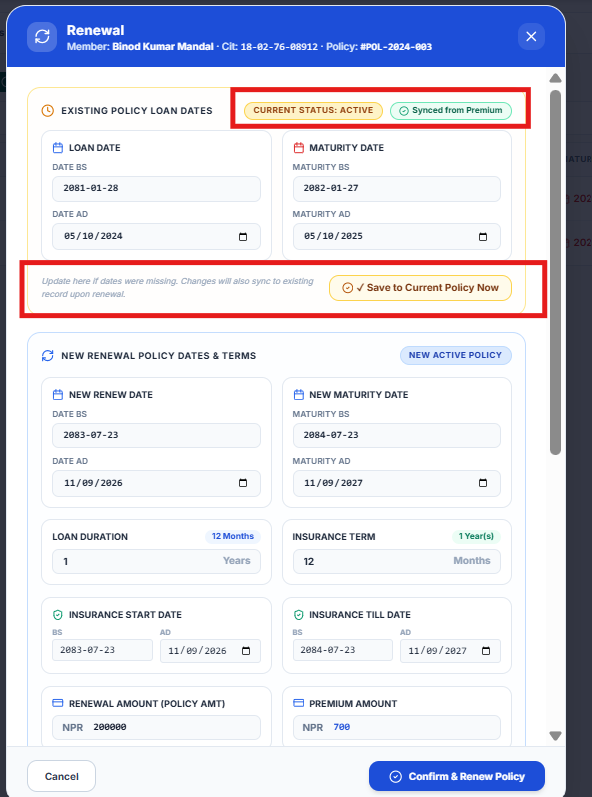 Renewal
Member: Binod Kumar Mandal · Cit: 18-02-76-08912 · Policy: #POL-2024-003
EXISTING POLICY LOAN DATES
CURRENT STATUS: ACTIVE
Synced from Premium
LOAN DATE
DATE BS
2081-01-28
DATE AD
05/10/2024
MATURITY DATE
MATURITY BS
2082-01-27
MATURITY AD
05/10/2025
Update here if dates were missing. Changes will also sync to existing
record upon renewal.
✓ Save to Current Policy Now
NEW RENEWAL POLICY DATES & TERMS
NEW ACTIVE POLICY
NEW RENEW DATE
DATE BS
2083-07-23
DATE AD
11/09/2026
NEW MATURITY DATE
MATURITY BS
2084-07-23
MATURITY AD
11/09/2027
LOAN DURATION
12 Months
1 Years
INSURANCE TERM
1 Year(s)
12 Months
INSURANCE START DATE
BS AD
2083-07-23 11/09/2026
INSURANCE TILL DATE
BS AD
2084-07-23 11/09/2027
RENEWAL AMOUNT (POLICY AMT)
NPR 200000
PREMIUM AMOUNT
NPR 700
Cancel
Confirm & Renew Policy